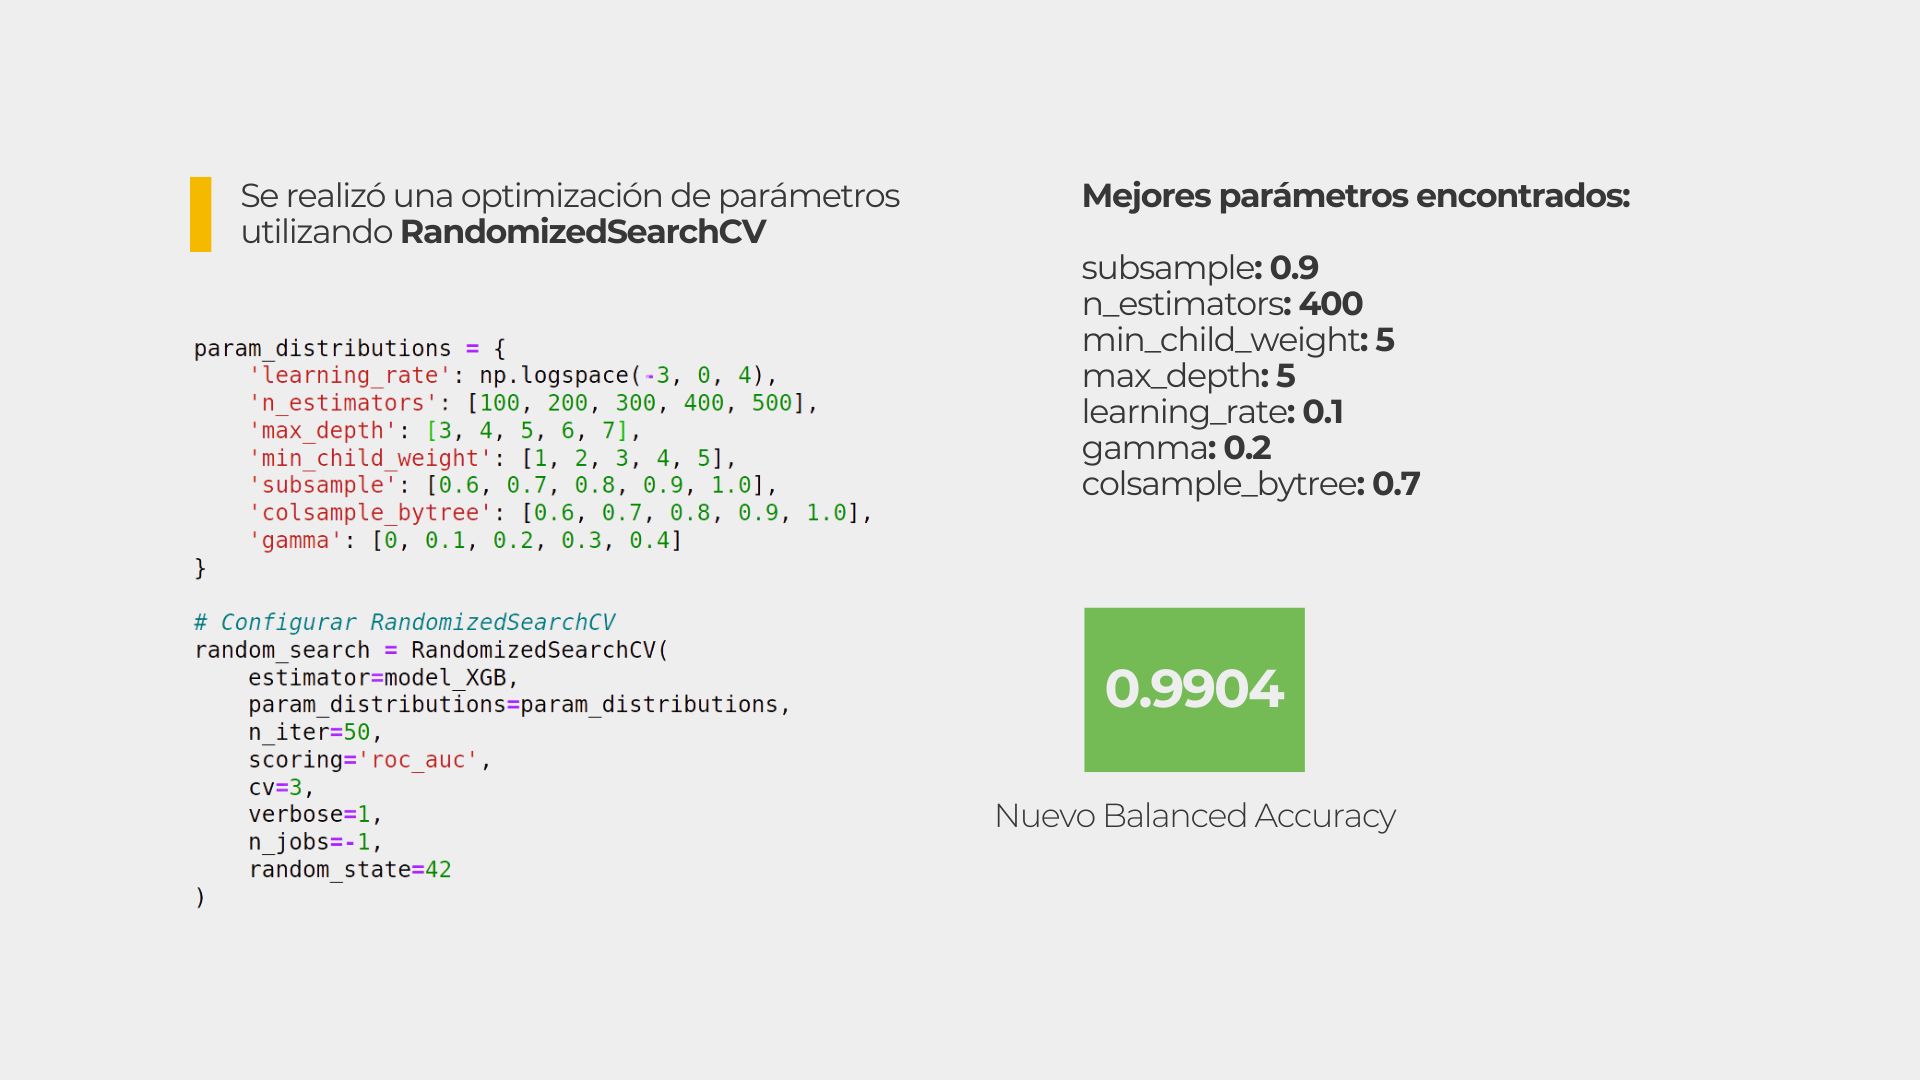 Se realizó una optimización de parámetros
utilizando RandomizedSearchCV
param_distributions = {
    'learning_rate': np.logspace(-3, 0, 4),
    'n_estimators': [100, 200, 300, 400, 500],
    'max_depth': [3, 4, 5, 6, 7],
    'min_child_weight': [1, 2, 3, 4, 5],
    'subsample': [0.6, 0.7, 0.8, 0.9, 1.0],
    'colsample_bytree': [0.6, 0.7, 0.8, 0.9, 1.0],
    'gamma': [0, 0.1, 0.2, 0.3, 0.4]
}
# Configurar RandomizedSearchCV
random_search = RandomizedSearchCV(
    estimator=model_XGB,
    param_distributions=param_distributions,
    n_iter=50,
    scoring='roc_auc',
    cv=3,
    verbose=1,
    n_jobs=-1,
    random_state=42
)
Mejores parámetros encontrados:
subsample: 0.9
n_estimators: 400
min_child_weight: 5
max_depth: 5
learning_rate: 0.1
gamma: 0.2
colsample_bytree: 0.7
0.9904
Nuevo Balanced Accuracy